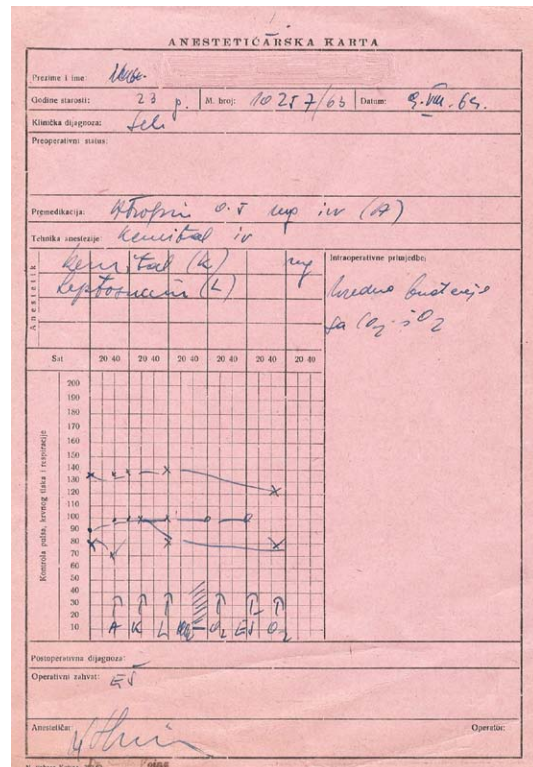 ANESTETIČARSKA KARTA
Prezime i ime:
Godine starosti: 23 M. broj: 10257/63 Datum: 9. VIII. 64.
Klinička dijagnoza: Sch
Preoperativni status:
Premedikacija: Atropin 0.5 mg iv (A)
Tehnika anestezije: Kemital iv
Anestetik
Kemital (K) mg
Leptosuccin (L)
Intraoperativne primjedbe:
uredno buđenje
sa CO2 i O2
Sat 20 40 20 40 20 40 20 40 20 40 20 40
Kontrola pulsa, krvnog tlaka i respiracije
200
190
180
170
160
150
140
130
120
110
100
90
80
70
60
50
40
30
20
10
A K L O2 EŠ O2
Postoperativna dijagnoza:
Operativni zahvat: EŠ
Anestetičar: Operator: